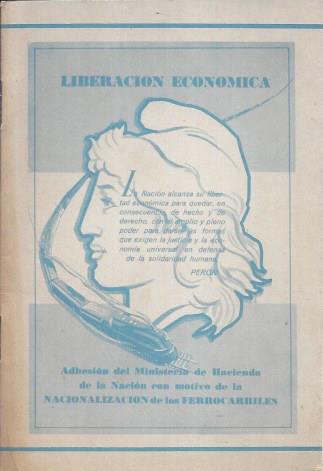 LIBERACION ECONOMICA
La Nación alcanza su liber-
tad económica para quedar, en
consecuencia, de hecho y de
derecho, con el amplio y pleno
poder para darse las formas
que exigen la justicia y la eco-
nomía universal en defensa
de la solidaridad humana.
PERON
Adhesión del Ministerio de Hacienda
de la Nación con motivo de la
NACIONALIZACION de los FERROCARRILES